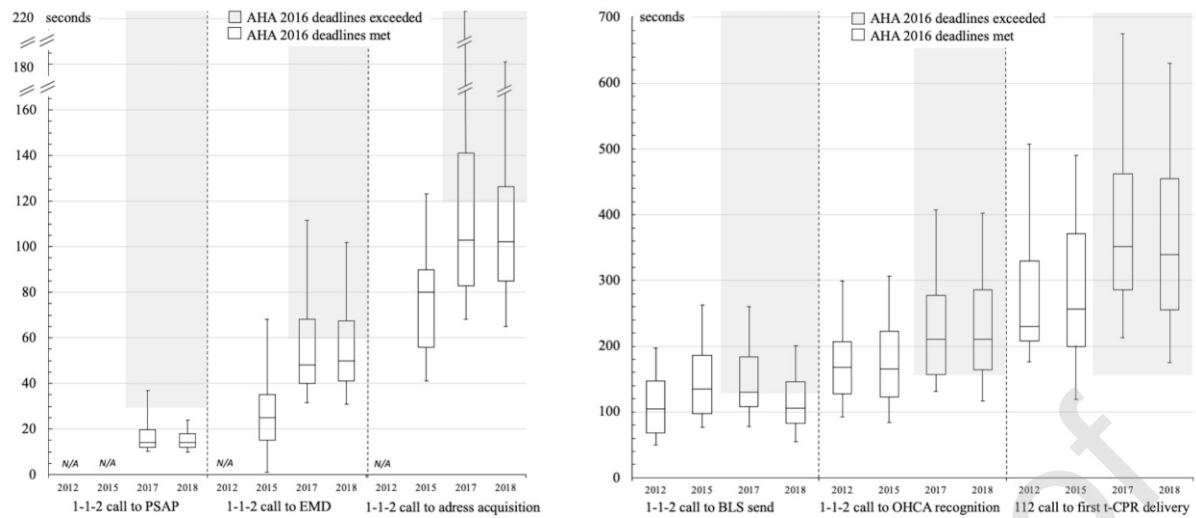 220
seconds
AHA 2016 deadlines exceeded
AHA 2016 deadlines met
180
160
140
120
100
80
60
40
20
0
N/A
N/A
N/A
N/A
2012 2015 2017 2018 2012 2015 2017 2018 2012 2015 2017 2018
1-1-2 call to PSAP 1-1-2 call to EMD 1-1-2 call to adress acquisition
700
seconds
AHA 2016 deadlines exceeded
AHA 2016 deadlines met
600
500
400
300
200
100
0
2012 2015 2017 2018 2012 2015 2017 2018 2012 2015 2017 2018
1-1-2 call to BLS send 1-1-2 call to OHCA recognition 112 call to first t-CPR delivery
of